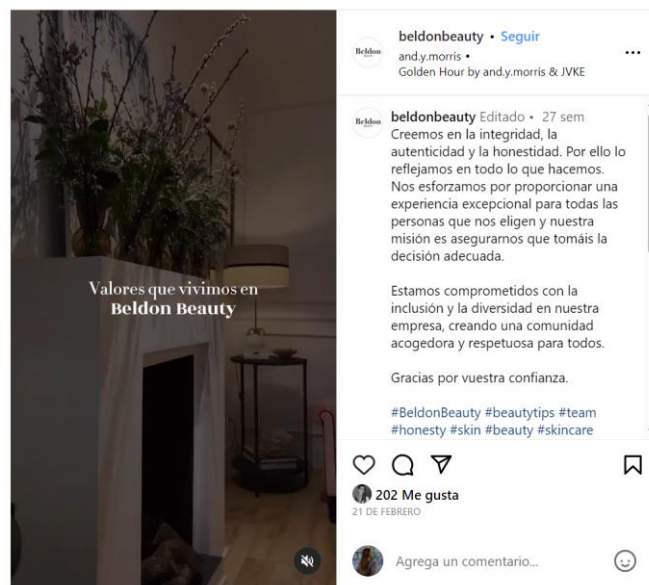 Valores que vivimos en
Beldon Beauty
Beldon
beldonbeauty • Seguir
and.y.morris •
Golden Hour by and.y.morris & JVKE
Beldon
beldonbeauty Editado • 27 sem
Creemos en la integridad, la
autenticidad y la honestidad. Por ello lo
reflejamos en todo lo que hacemos.
Nos esforzamos por proporcionar una
experiencia excepcional para todas las
personas que nos eligen y nuestra
misión es asegurarnos que tomáis la
decisión adecuada.
Estamos comprometidos con la
inclusión y la diversidad en nuestra
empresa, creando una comunidad
acogedora y respetuosa para todos.
Gracias por vuestra confianza.
#BeldonBeauty #beautytips #team
#honesty #skin #beauty #skincare
202 Me gusta
21 DE FEBRERO
Agrega un comentario...